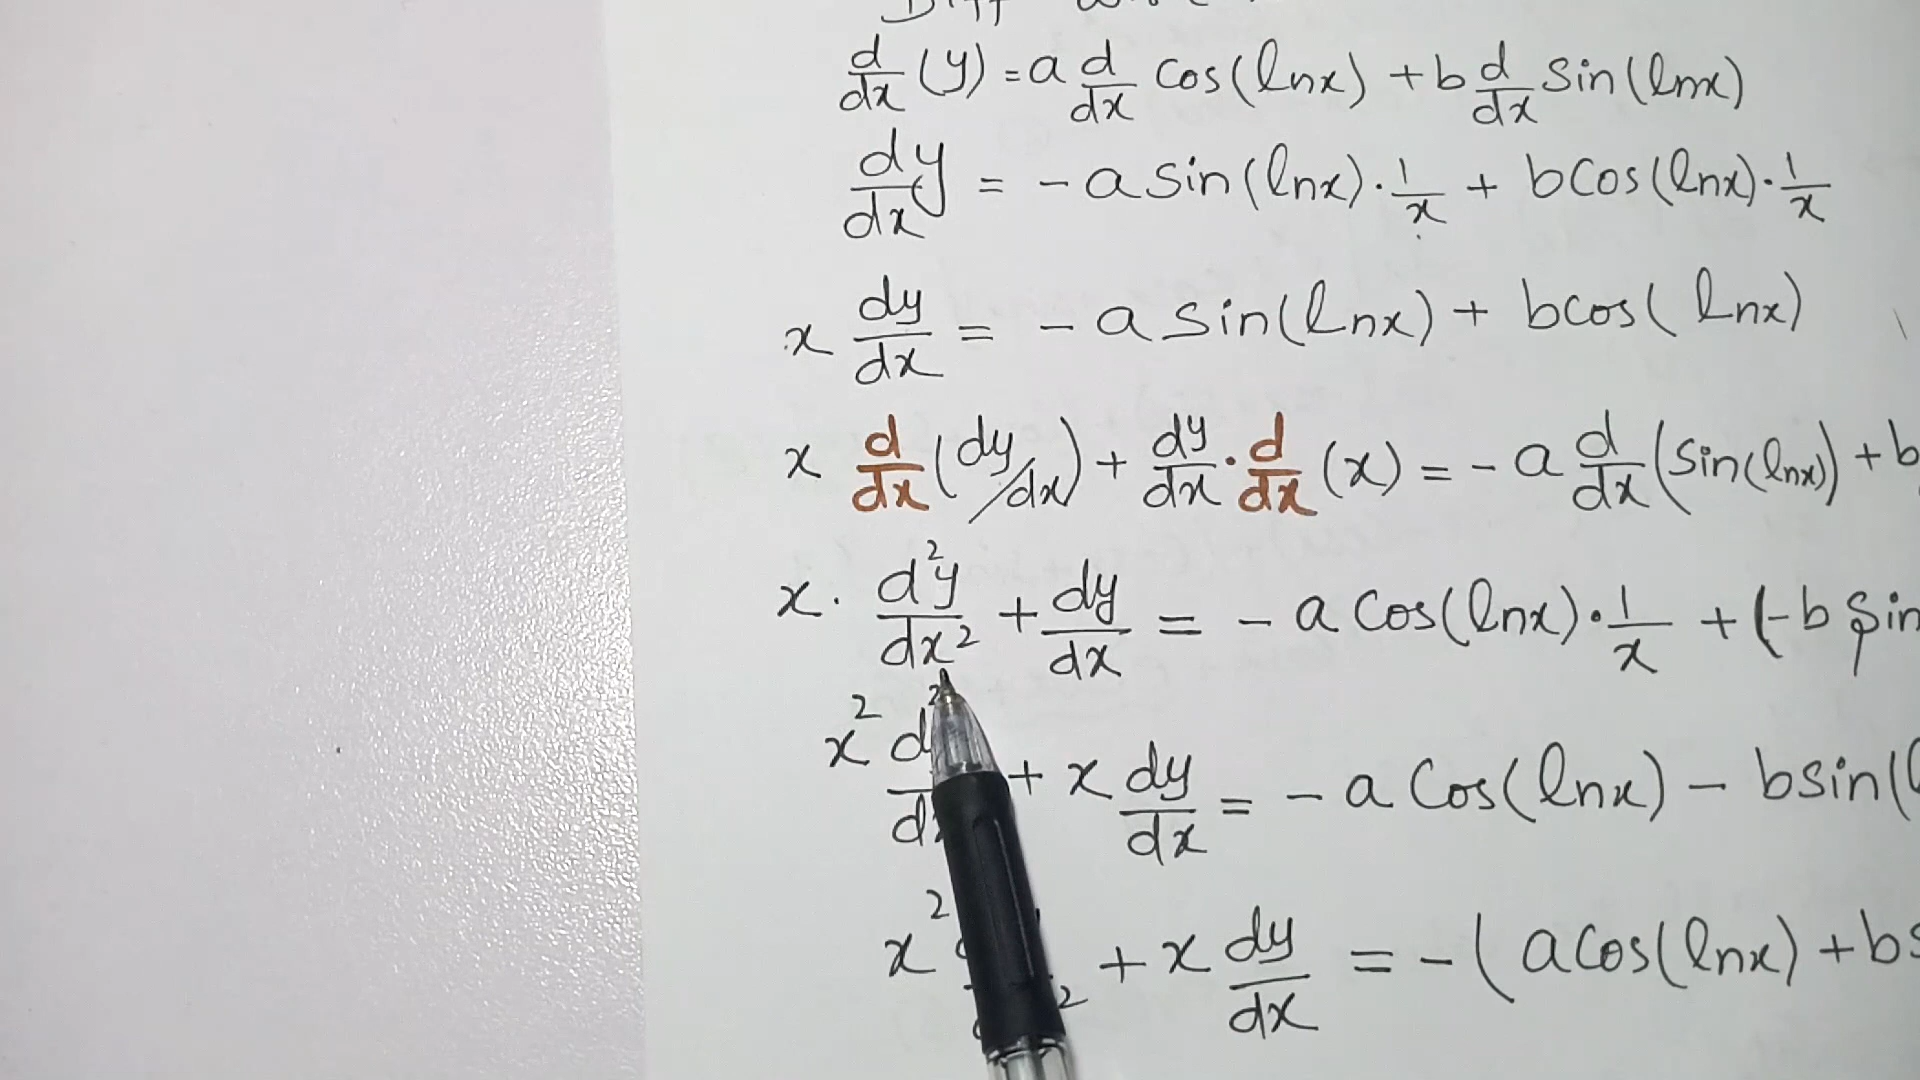 d/dx (y) = a d/dx cos(lnx) + b d/dx sin(lnx)
dy/dx = - a sin(lnx) · 1/x + b cos(lnx) · 1/x
x dy/dx = - a sin(lnx) + b cos( lnx)
x d/dx (dy/dx) + dy/dx · d/dx (x) = - a d/dx (sin(lnx)) + b
x · d²y/dx² + dy/dx = - a cos(lnx) · 1/x + (-b sin
x² d² + x dy/dx = - a cos(lnx) - b sin(l
x² + x dy/dx = - ( a cos(lnx) + bs